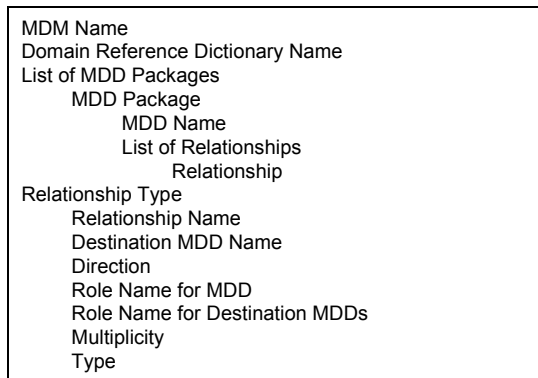 MDM Name
Domain Reference Dictionary Name
List of MDD Packages
MDD Package
MDD Name
List of Relationships
Relationship
Relationship Type
Relationship Name
Destination MDD Name
Direction
Role Name for MDD
Role Name for Destination MDDs
Multiplicity
Type